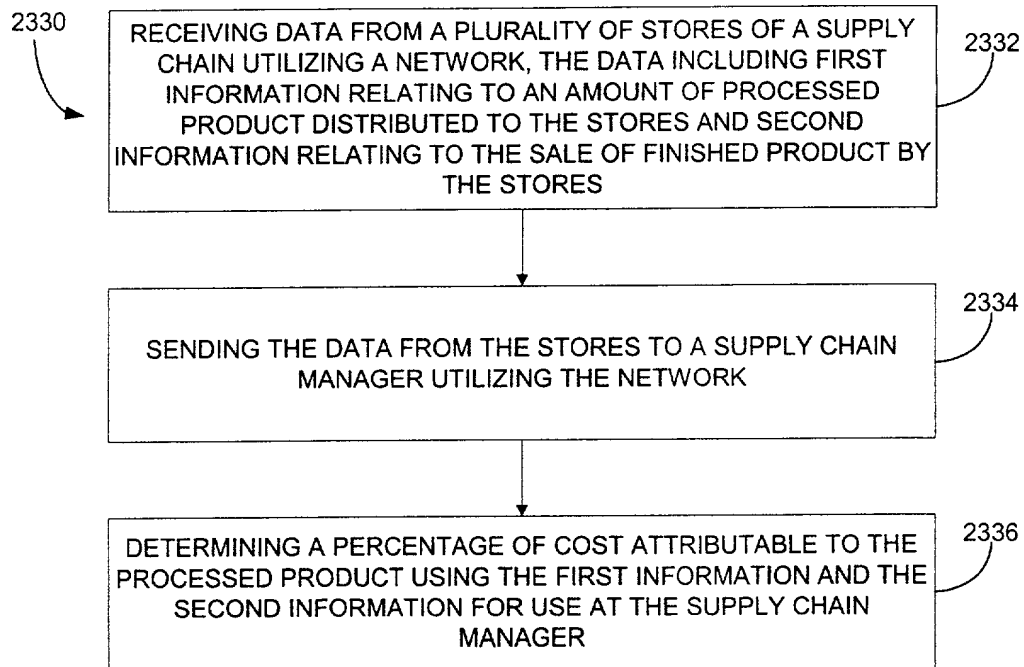 2330
RECEIVING DATA FROM A PLURALITY OF STORES OF A SUPPLY
CHAIN UTILIZING A NETWORK, THE DATA INCLUDING FIRST
INFORMATION RELATING TO AN AMOUNT OF PROCESSED
PRODUCT DISTRIBUTED TO THE STORES AND SECOND
INFORMATION RELATING TO THE SALE OF FINISHED PRODUCT BY
THE STORES
2332
SENDING THE DATA FROM THE STORES TO A SUPPLY CHAIN
MANAGER UTILIZING THE NETWORK
2334
DETERMINING A PERCENTAGE OF COST ATTRIBUTABLE TO THE
PROCESSED PRODUCT USING THE FIRST INFORMATION AND THE
SECOND INFORMATION FOR USE AT THE SUPPLY CHAIN
MANAGER
2336